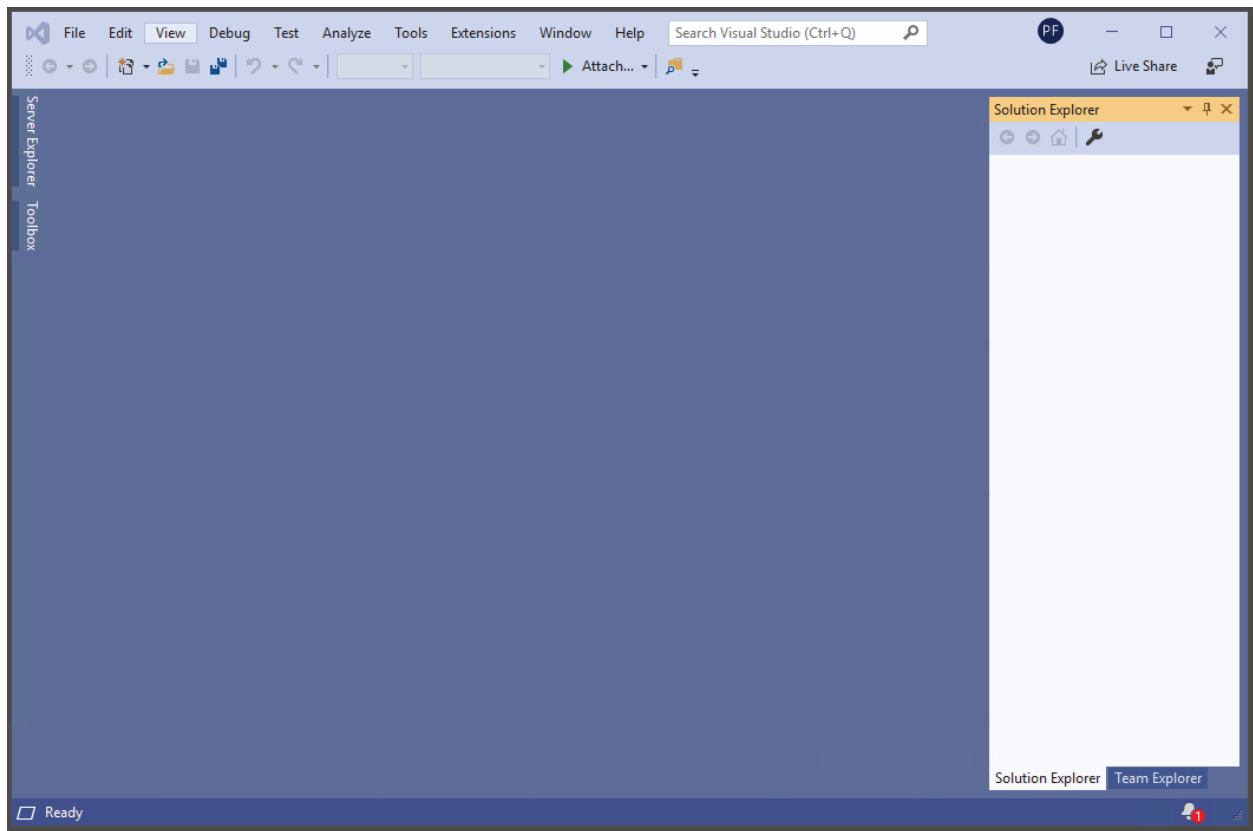 File Edit View Debug Test Analyze Tools Extensions Window Help Search Visual Studio (Ctrl+Q) PF
Attach... Live Share
Server Explorer
Toolbox
Solution Explorer
Solution Explorer Team Explorer
Ready 1